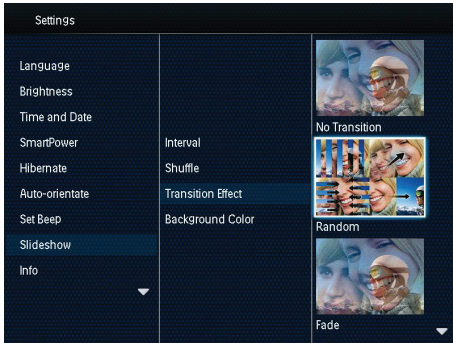 Settings
Language
Brightness
Time and Date
SmartPower
Hibernate
Auto-orientate
Set Beep
Slideshow
Info
Interval
Shuffle
Transition Effect
Background Color
No Transition
Random
Fade